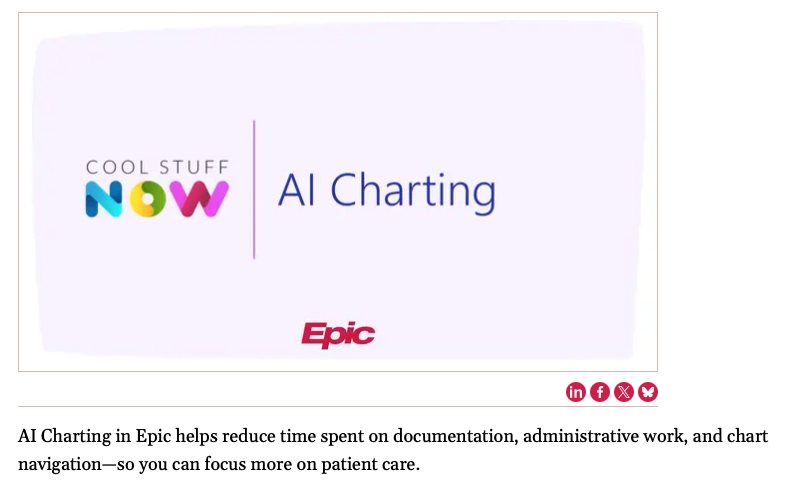 COOL STUFF
NOW
AI Charting
Epic
in f X
AI Charting in Epic helps reduce time spent on documentation, administrative work, and chart
navigation—so you can focus more on patient care.